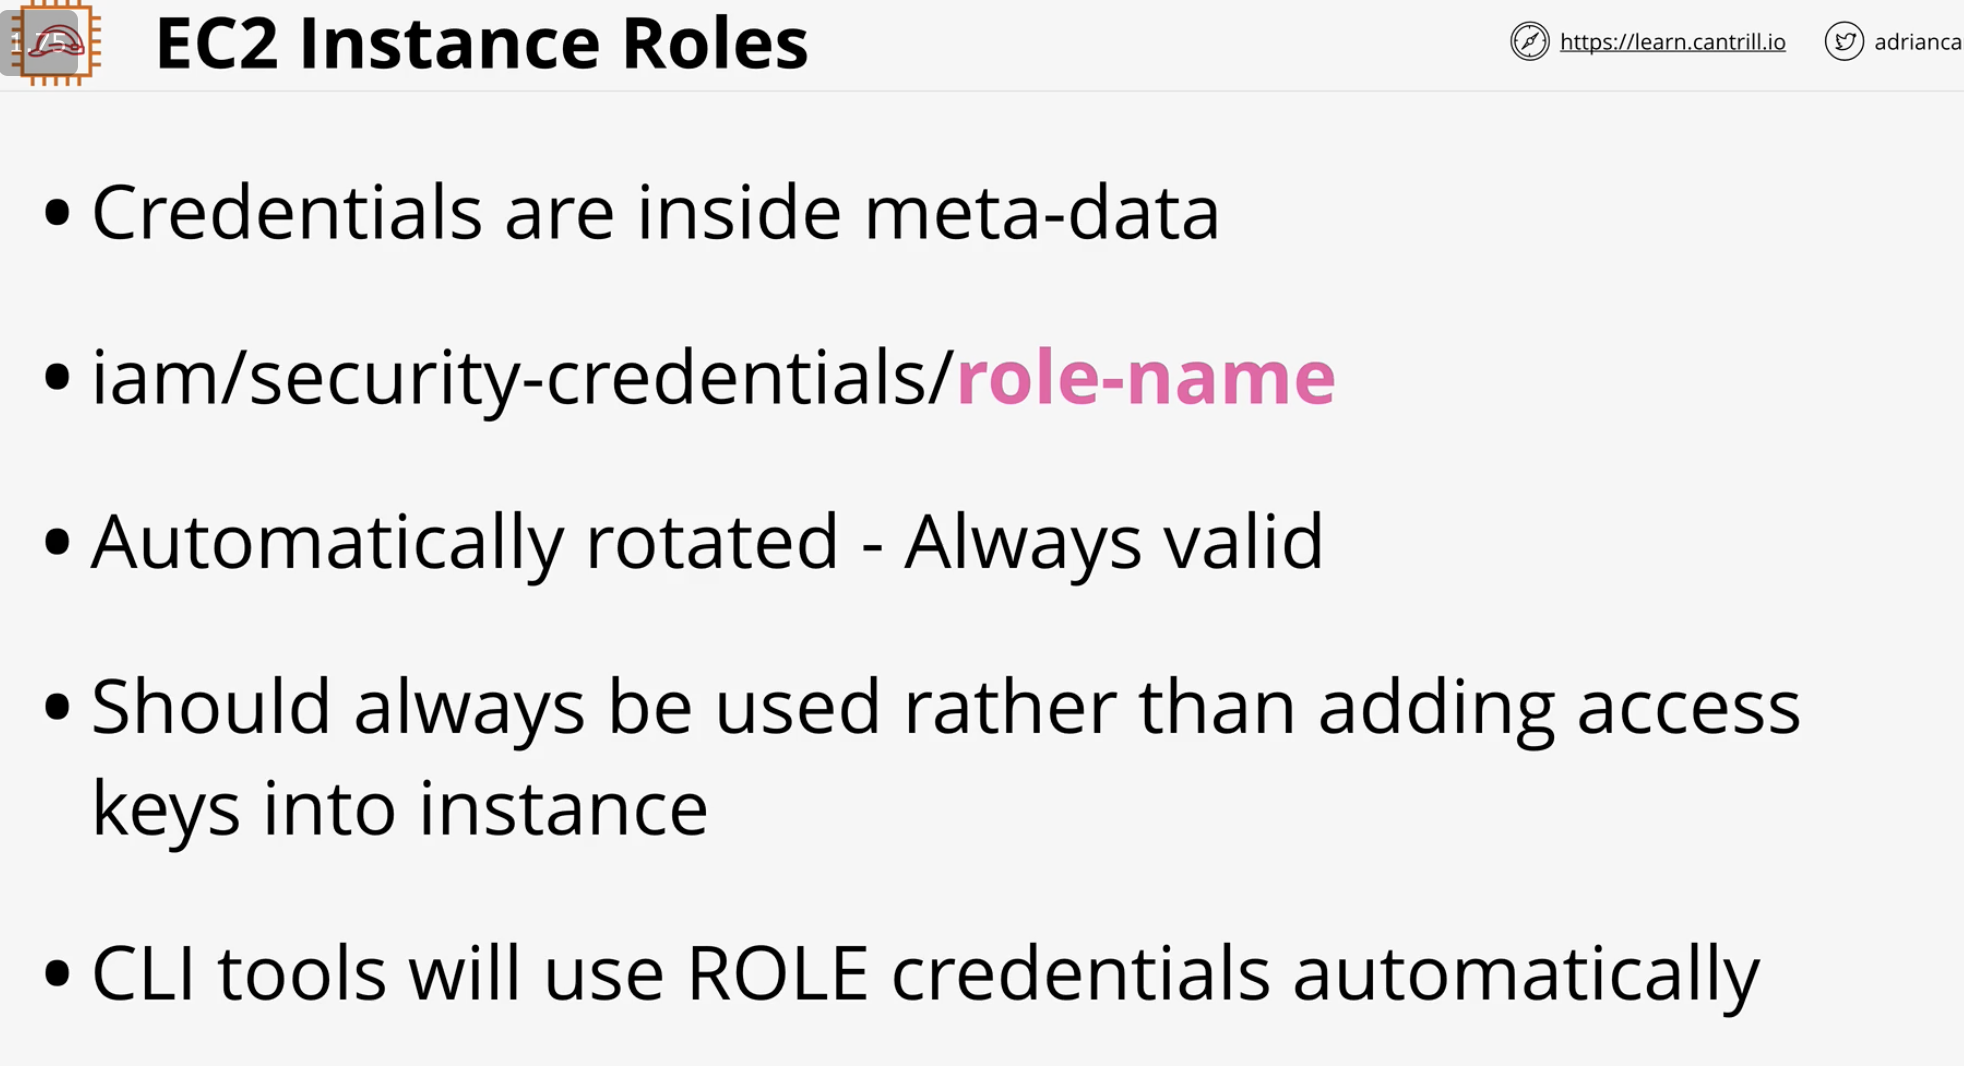 1.75
EC2 Instance Roles
https://learn.cantrill.io
adrianca
• Credentials are inside meta-data
• iam/security-credentials/role-name
• Automatically rotated - Always valid
• Should always be used rather than adding access
keys into instance
• CLI tools will use ROLE credentials automatically